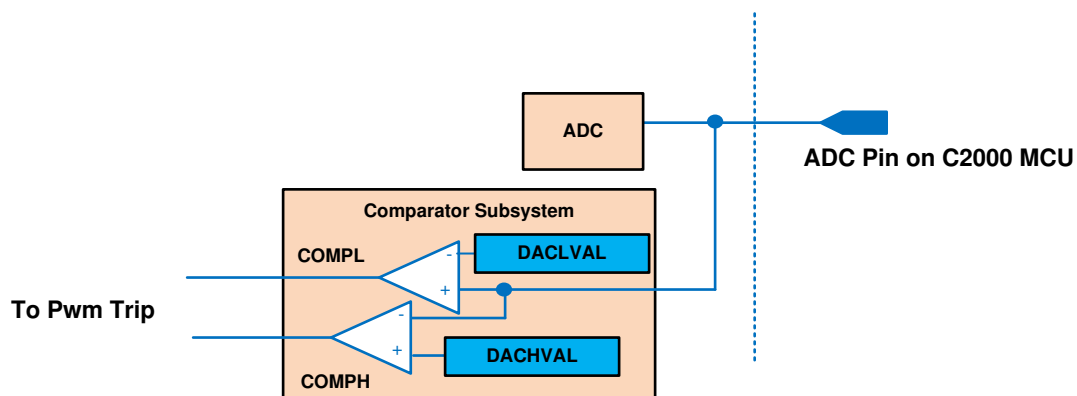 ADC
ADC Pin on C2000 MCU
Comparator Subsystem
COMPL
-
DACLVAL
+
To Pwm Trip
-
+
DACHVAL
COMPH